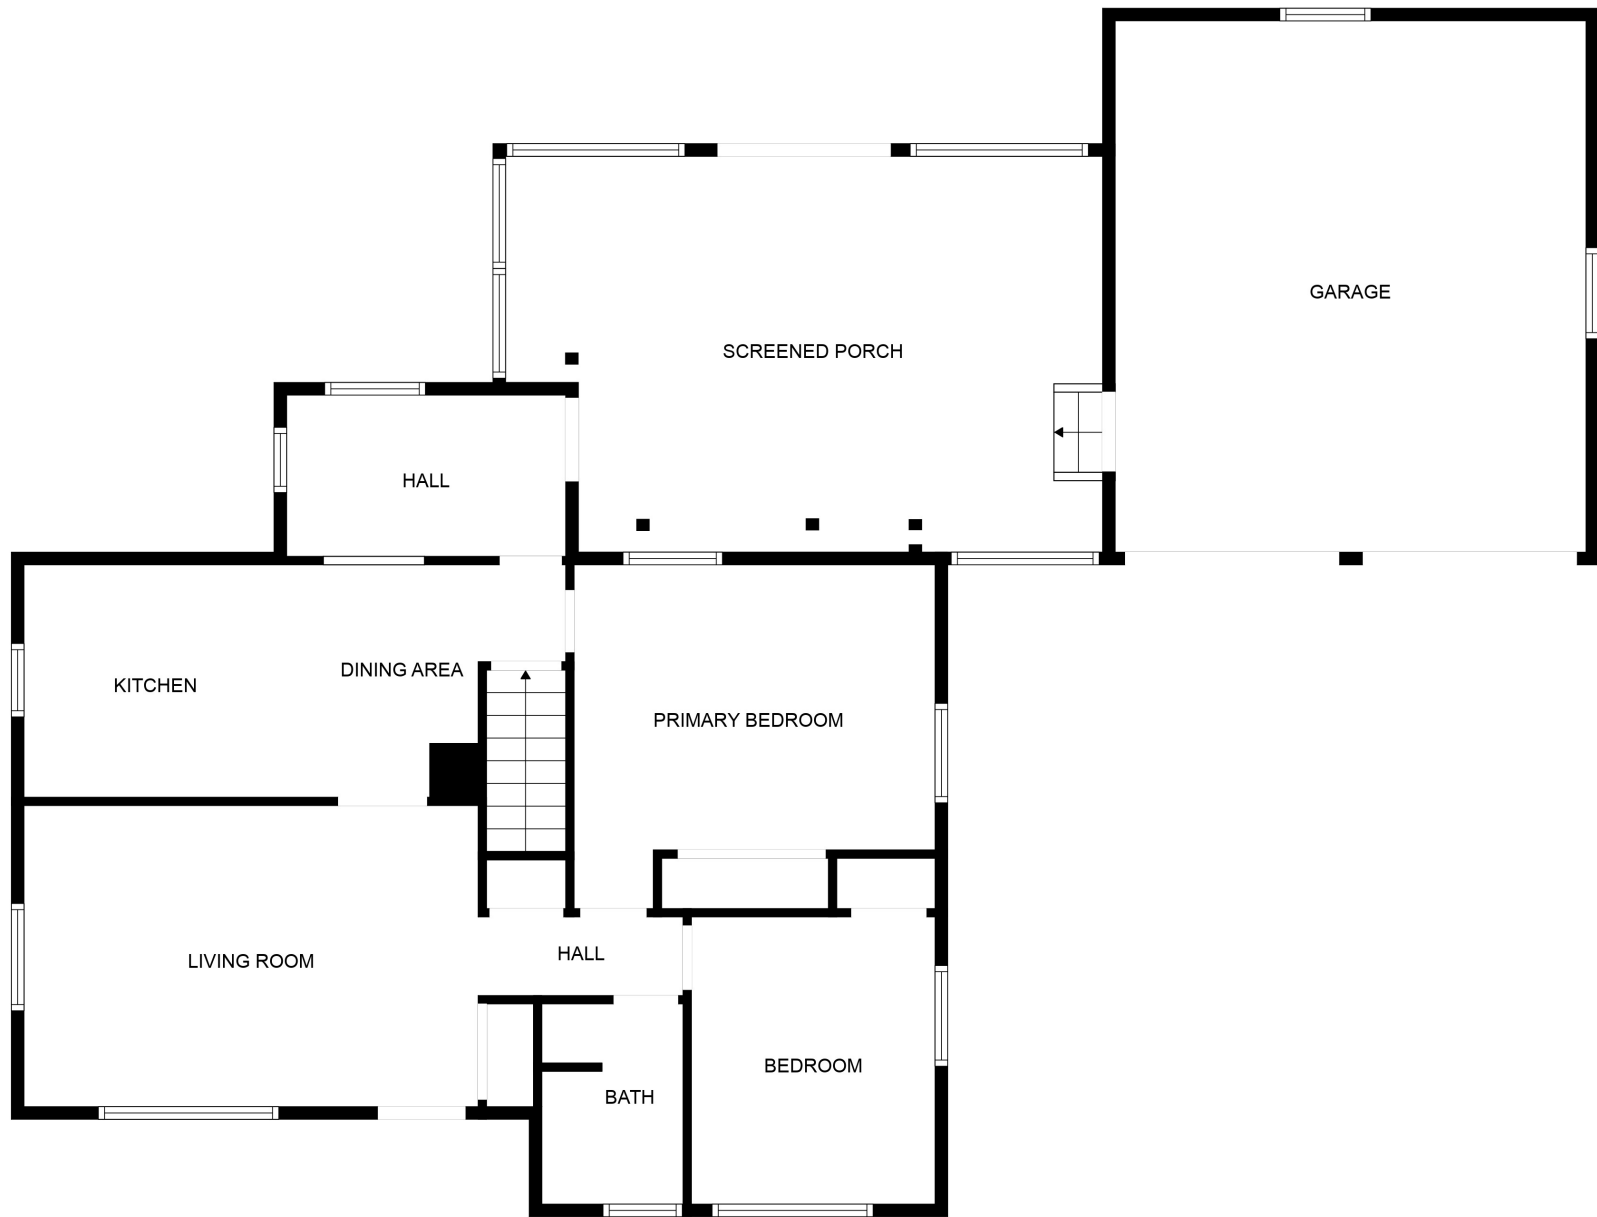 GARAGE
SCREENED PORCH
HALL
DINING AREA
KITCHEN
PRIMARY BEDROOM
HALL
LIVING ROOM
BEDROOM
BATH